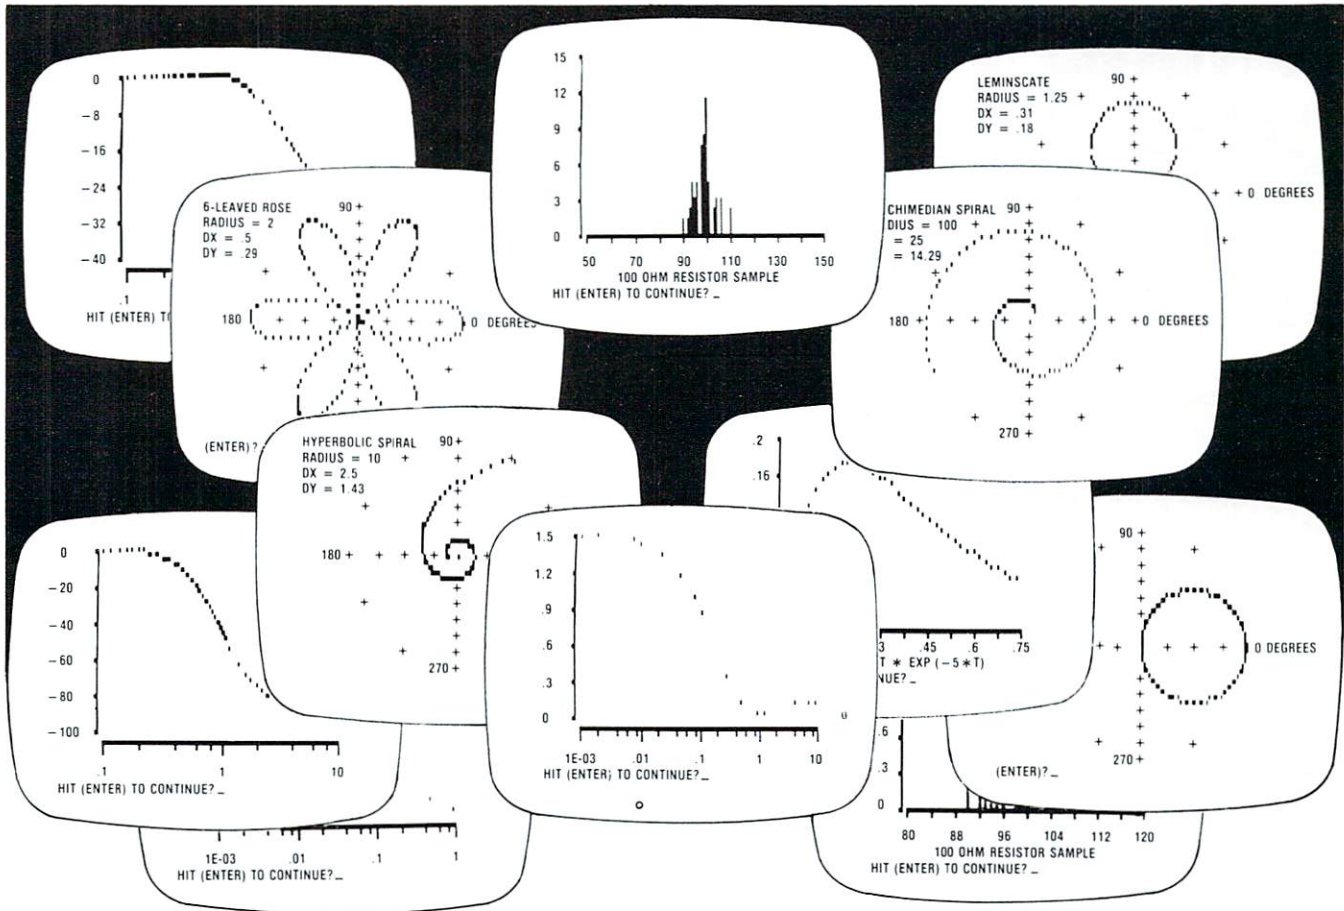 0
-8
-16
-24
-32
-40
.1
HIT (ENTER)
15
12
9
6
3
0
50 70 90 110 130 150
100 OHM RESISTOR SAMPLE
HIT (ENTER) TO CONTINUE? _
LEMINSCATE
RADIUS = 1.25
DX = .31
DY = .18
90
0 DEGREES
6-LEAVED ROSE
RADIUS = 2
DX = .5
DY = .29
90
180
0 DEGREES
(ENTER)?
CHIMEDIAN SPIRAL
DIUS = 100
= 25
= 14.29
90
180
0 DEGREES
270
HYPERBOLIC SPIRAL
RADIUS = 10
DX = 2.5
DY = 1.43
90
180
270
.2
.16
3 .45 .6 .75
T * EXP (-5*T)
NUE? _
0
-20
-40
-60
-80
-100
.1 1 10
HIT (ENTER) TO CONTINUE? _
1.5
1.2
.9
.6
.3
0
1E-03 .01 .1 1 10
HIT (ENTER) TO CONTINUE? _
90
0 DEGREES
270
(ENTER)? _
1E-03 .01 .1 1
HIT (ENTER) TO CONTINUE? _
.6
.3
0
80 88 96 104 112 120
100 OHM RESISTOR SAMPLE
HIT (ENTER) TO CONTINUE? _